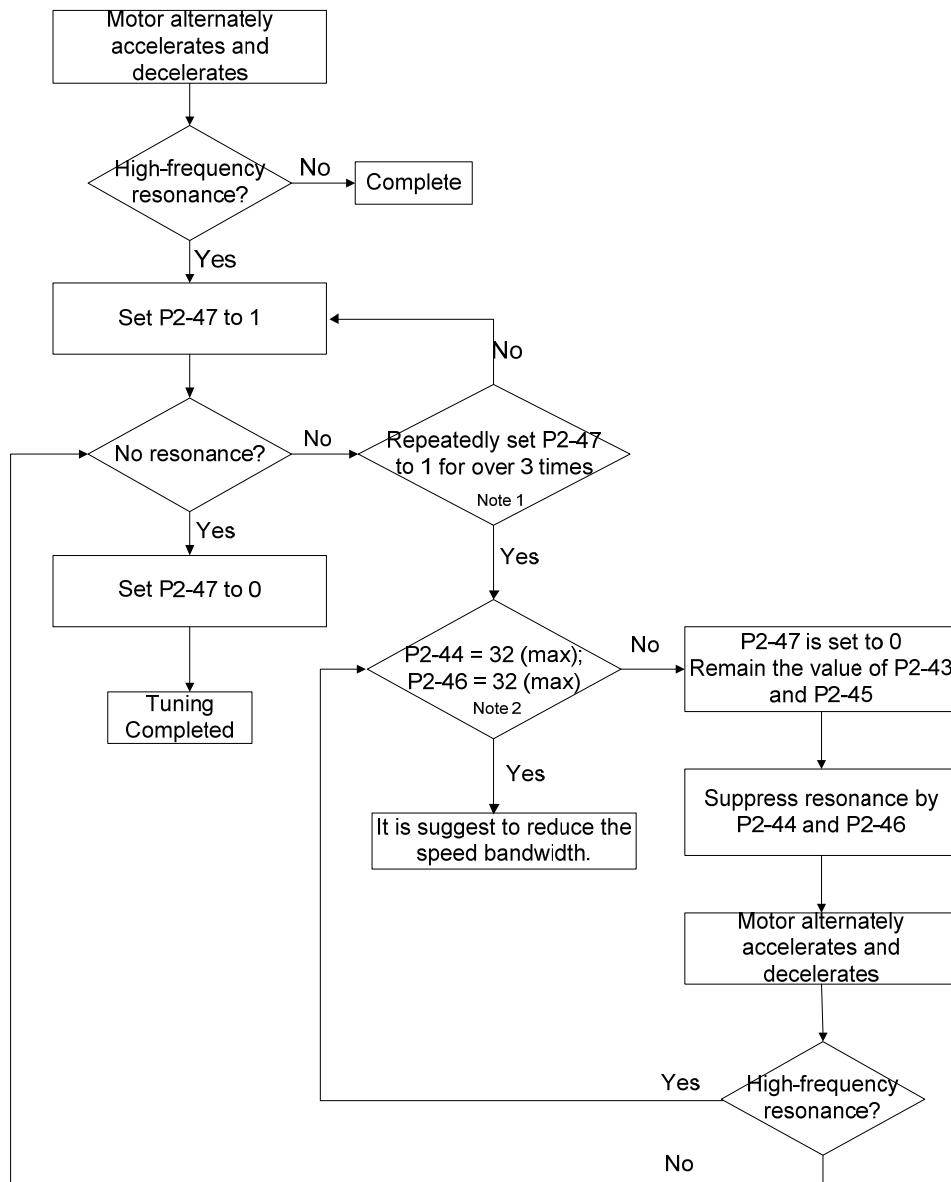 Motor alternately
accelerates and
decelerates
High-frequency
resonance?
No
Complete
Yes
Set P2-47 to 1
No
No resonance?
No
Repeatedly set P2-47
to 1 for over 3 times
Note 1
Yes
Set P2-47 to 0
Yes
Tuning
Completed
P2-44 = 32 (max);
P2-46 = 32 (max)
Note 2
No
P2-47 is set to 0
Remain the value of P2-43
and P2-45
Yes
It is suggest to reduce the
speed bandwidth.
Suppress resonance by
P2-44 and P2-46
Motor alternately
accelerates and
decelerates
Yes
High-frequency
resonance?
No